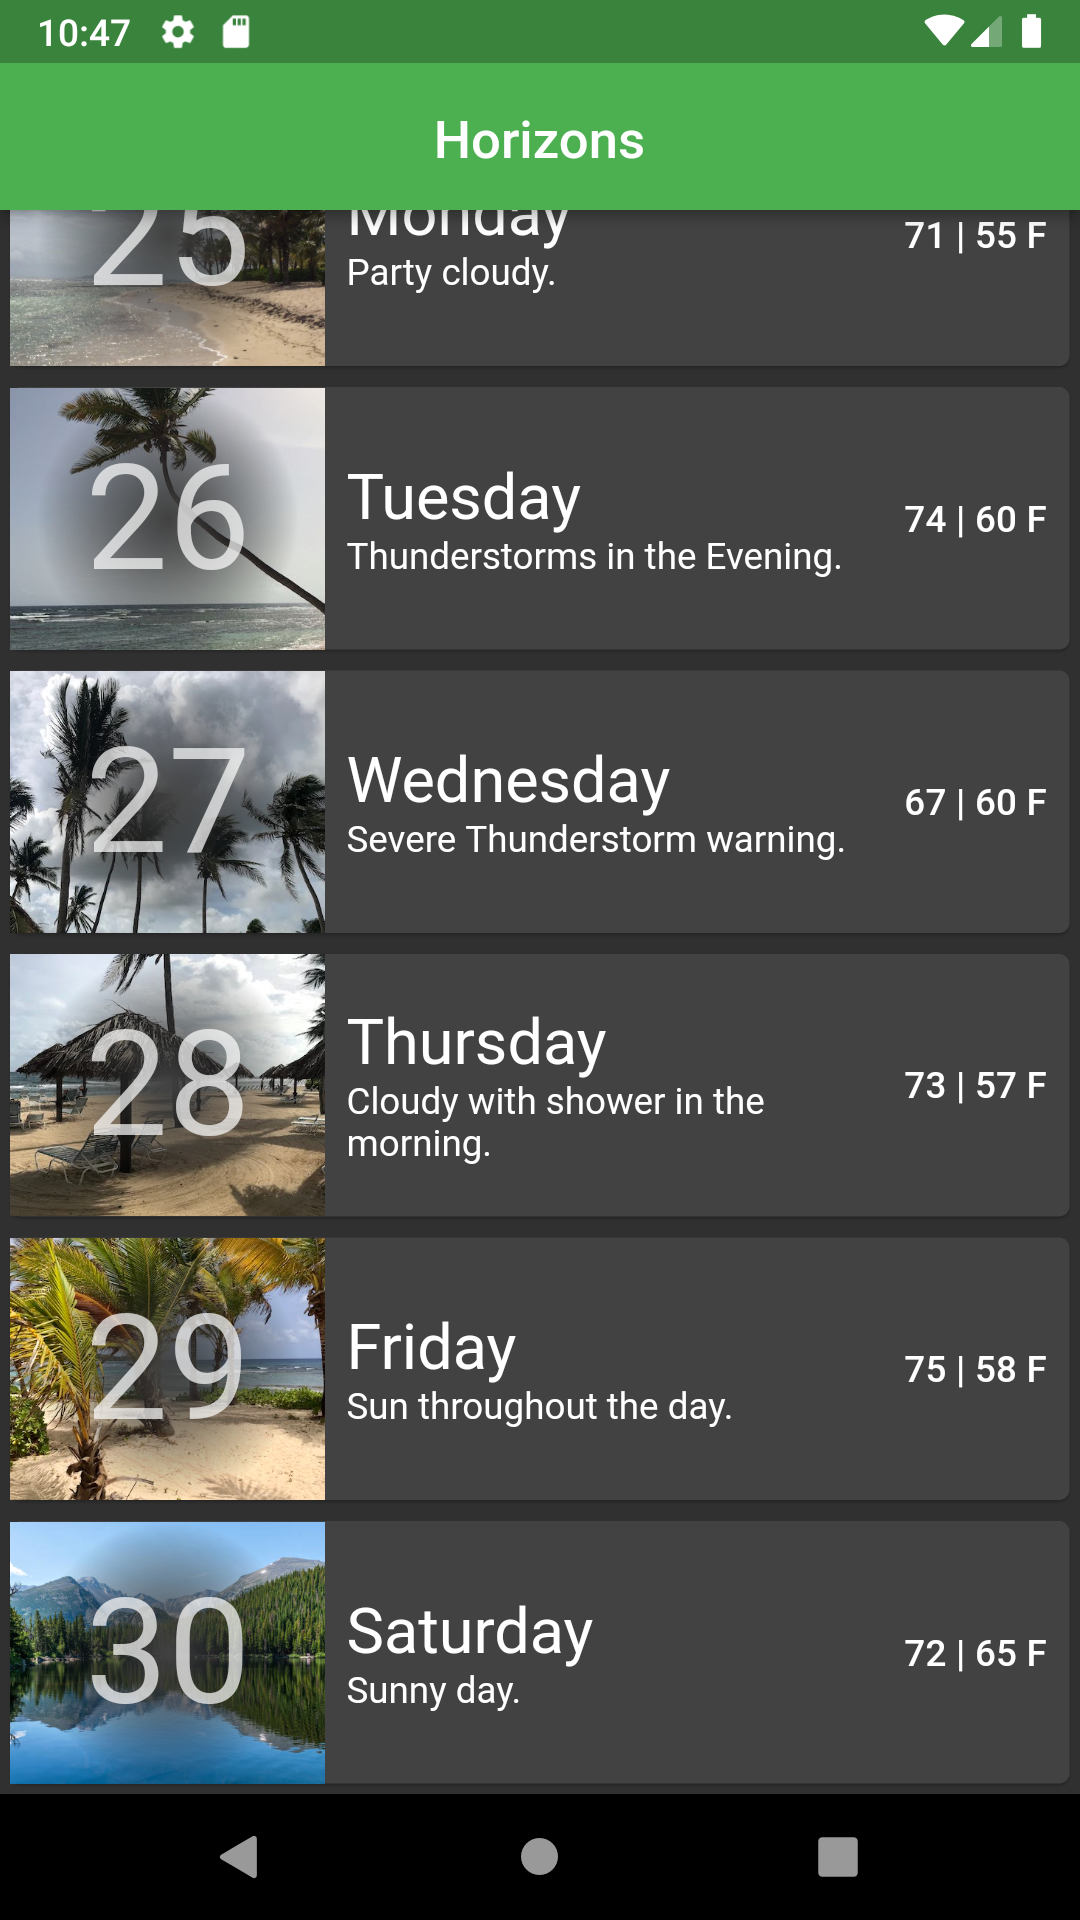 10:47
Horizons
25
Monday
Party cloudy.
71 | 55 F
26
Tuesday
Thunderstorms in the Evening.
74 | 60 F
27
Wednesday
Severe Thunderstorm warning.
67 | 60 F
28
Thursday
Cloudy with shower in the
morning.
73 | 57 F
29
Friday
Sun throughout the day.
75 | 58 F
30
Saturday
Sunny day.
72 | 65 F